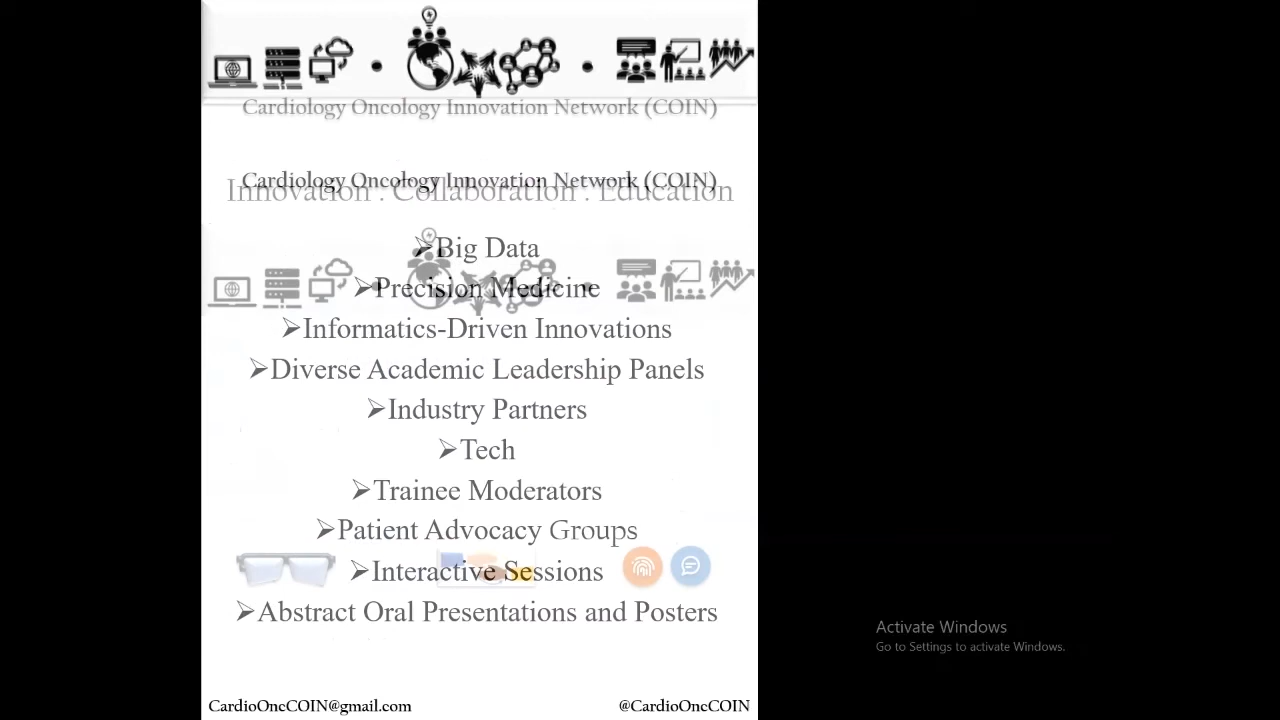 Cardiology Oncology Innovation Network (COIN)
Cardiology Oncology Innovation Network (COIN)
Innovation . Collaboration . Education
➢Big Data
➢Precision Medicine
➢Informatics-Driven Innovations
➢Diverse Academic Leadership Panels
➢Industry Partners
➢Tech
➢Trainee Moderators
➢Patient Advocacy Groups
➢Interactive Sessions
➢Abstract Oral Presentations and Posters
CardioOncCOIN@gmail.com
@CardioOncCOIN
Activate Windows
Go to Settings to activate Windows.